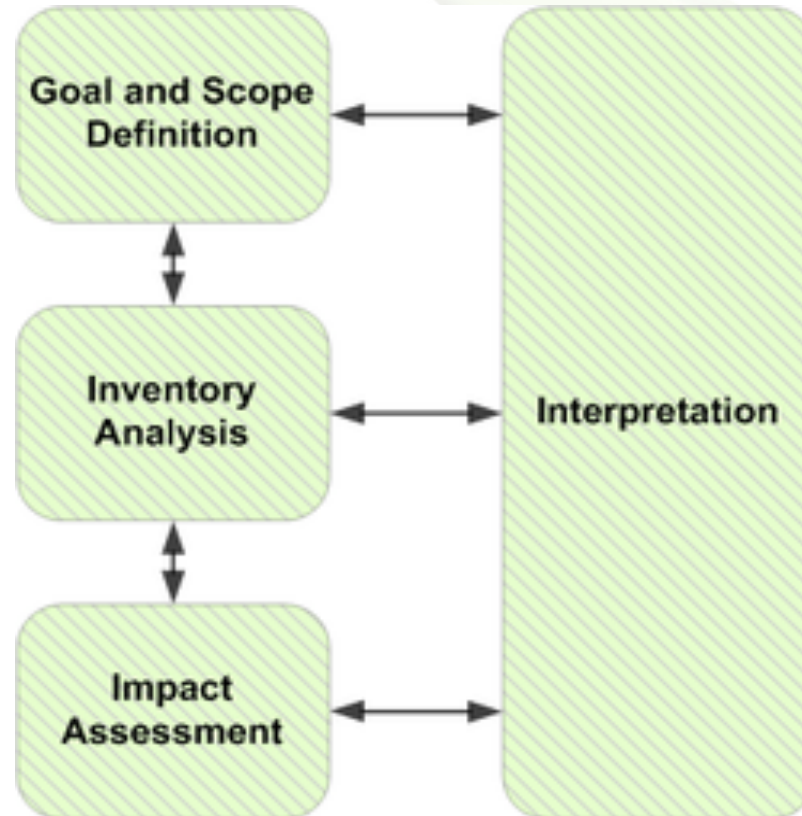 Goal and Scope
Definition
Inventory
Analysis
Interpretation
Impact
Assessment